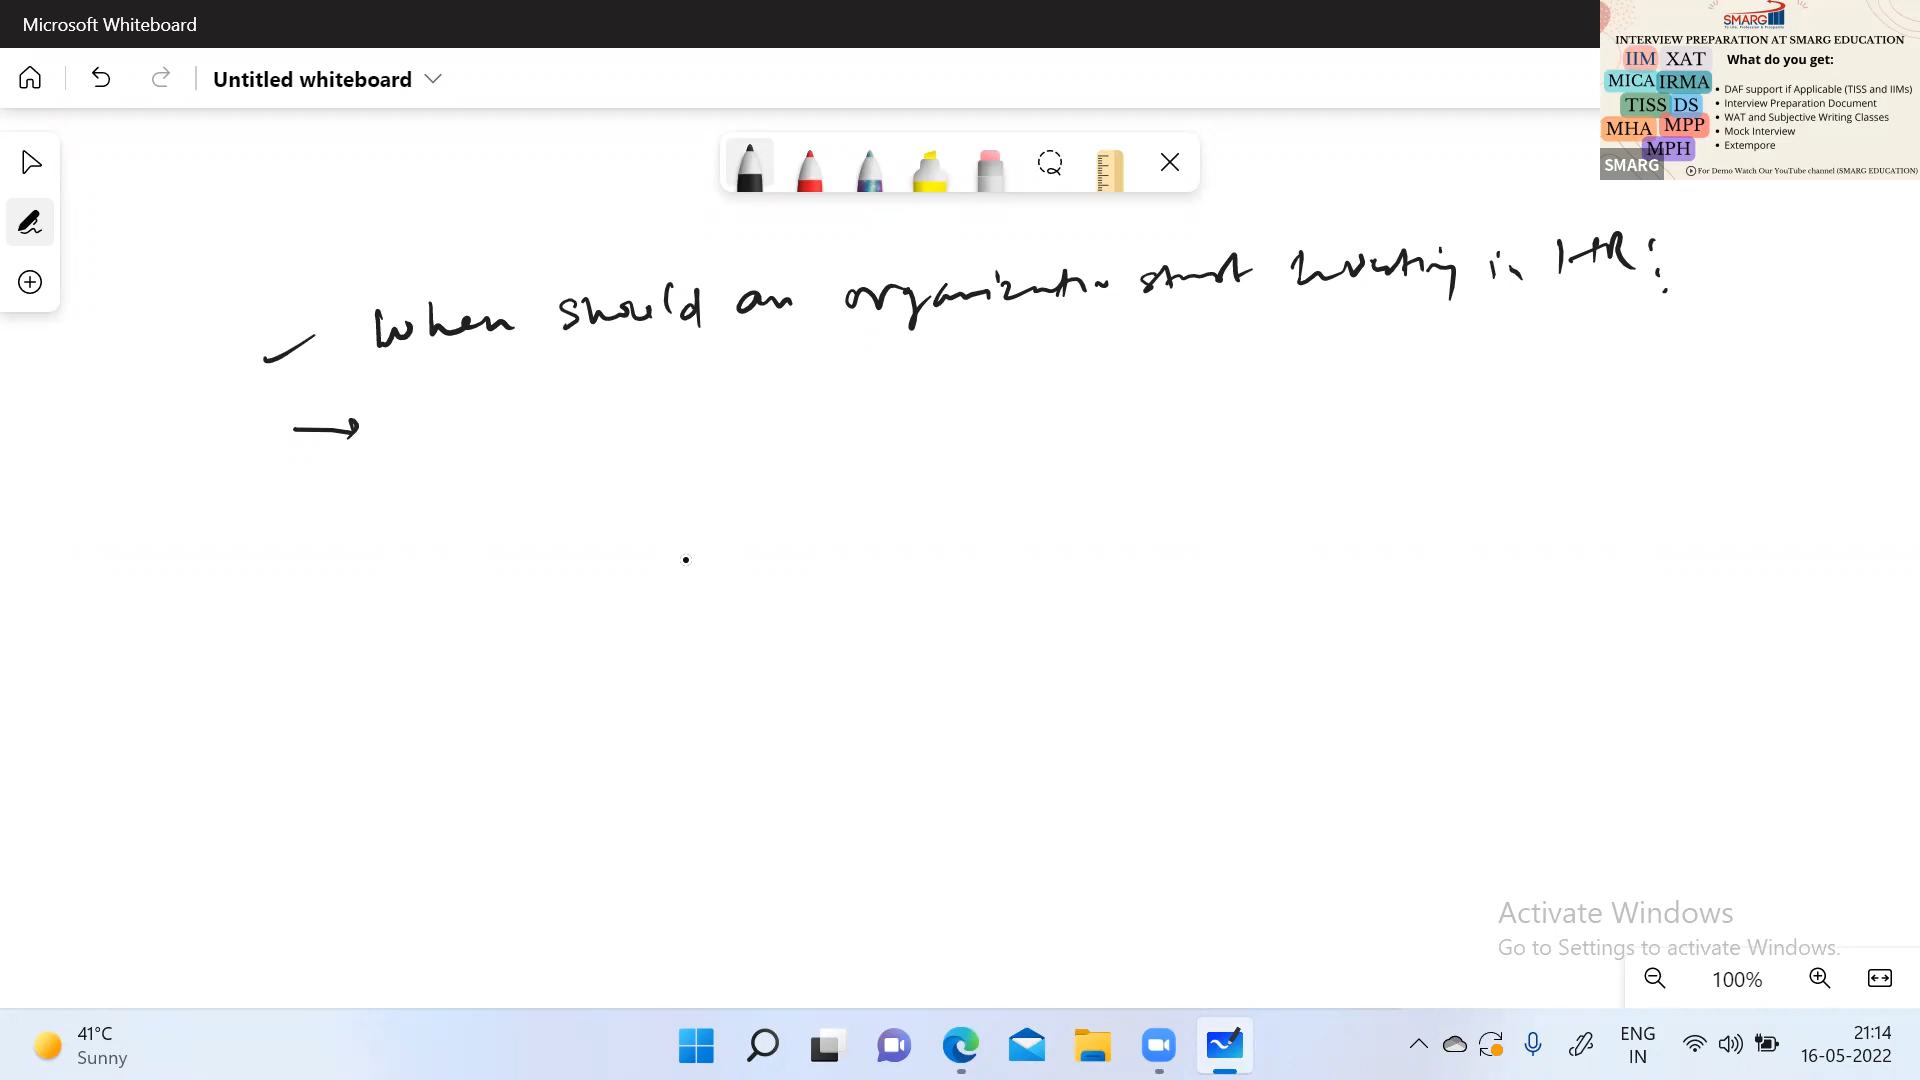 Microsoft Whiteboard
Untitled whiteboard
SMARG
INTERVIEW PREPARATION AT SMARG EDUCATION
IIM XAT
MICA IRMA
TISS DS
MHA MPP
MPH
SMARG
What do you get:
• DAF support if Applicable (TISS and IIMs)
• Interview Preparation Document
• WAT and Subjective Writing Classes
• Mock Interview
• Extempore
For Demo Watch Our YouTube channel (SMARG EDUCATION)
When should an organization start Investing in HR?
Activate Windows
Go to Settings to activate Windows.
100%
41°C
Sunny
ENG
IN
21:14
16-05-2022